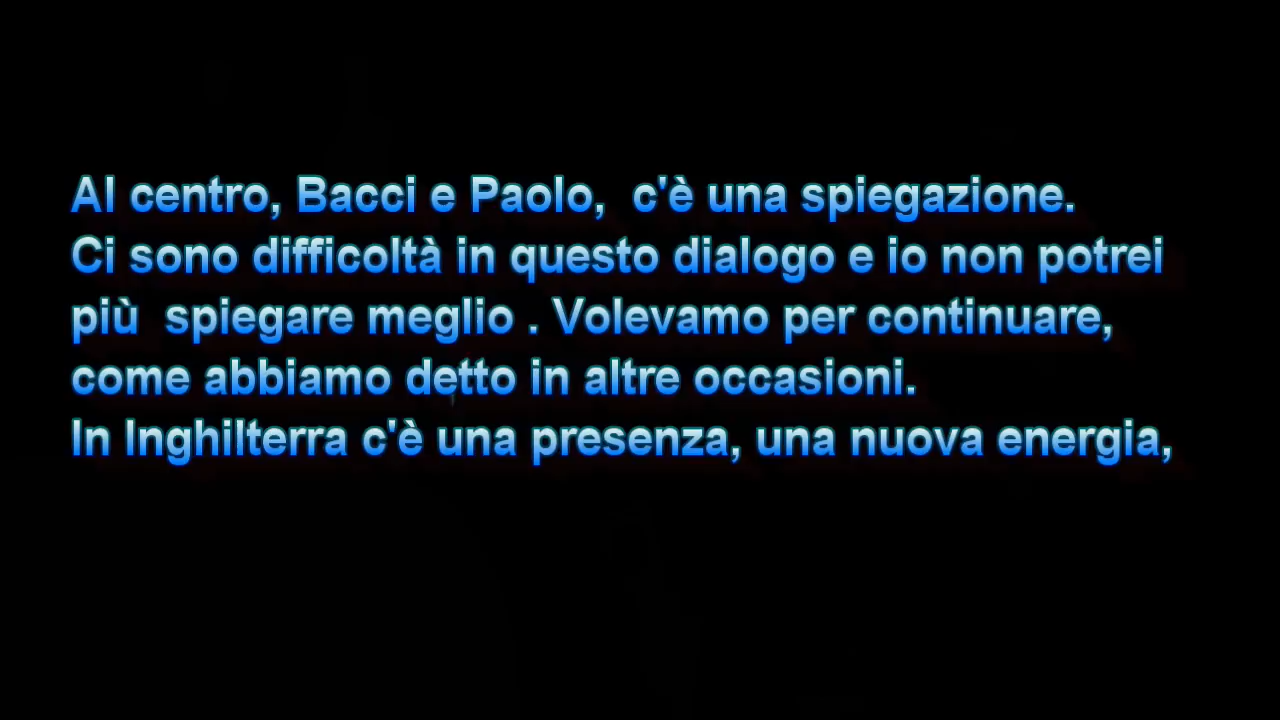 Al centro, Bacci e Paolo,  c'è una spiegazione.
Ci sono difficoltà in questo dialogo e io non potrei
più  spiegare meglio . Volevamo per continuare,
come abbiamo detto in altre occasioni.
In Inghilterra c'è una presenza, una nuova energia,